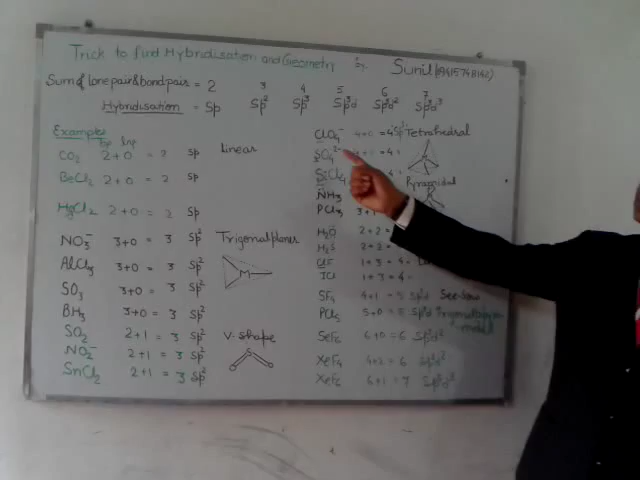 Trick to find Hybridisation and Geometry by. Sunil
Sum of lone pair & bond pair = 2 3 4 5 6 7
Hybridisation = Sp Sp² Sp³ Sp³d Sp³d² Sp³d³
Examples
bp lp
CO₂ 2+0 = 2 sp Linear
BeCl₂ 2+0 = 2 sp
HgCl₂ 2+0 = 2 sp
NO₃⁻ 3+0 = 3 sp² Trigonal planer
AlCl₃ 3+0 = 3 sp²
M
SO₃ 3+0 = 3 sp²
BH₃ 3+0 = 3 sp²
SO₂ 2+1 = 3 sp² V-shape
NO₂⁻ 2+1 = 3 sp²
SnCl₂ 2+1 = 3 sp²
ClO₄⁻ 4+0 = 4 Sp³ Tetrahedral
SO₄²⁻ = 4
SiCl₄ 4
Pyramidal
NH₃
PCl₃ 3+1
H₂O 2+2 =
H₂S 2+2 =
ClF 1+3 = 4
ICl 1+3 = 4
SF₄ 4+1 = 5 Sp³d See-Saw
PCl₅ 5+0 = 5 Sp³d
SeF₆ 6+0 = 6 Sp³d²
XeF₄ 4+2 = 6 Sp³d²
XeF₆ 6+1 = 7 Sp³d³